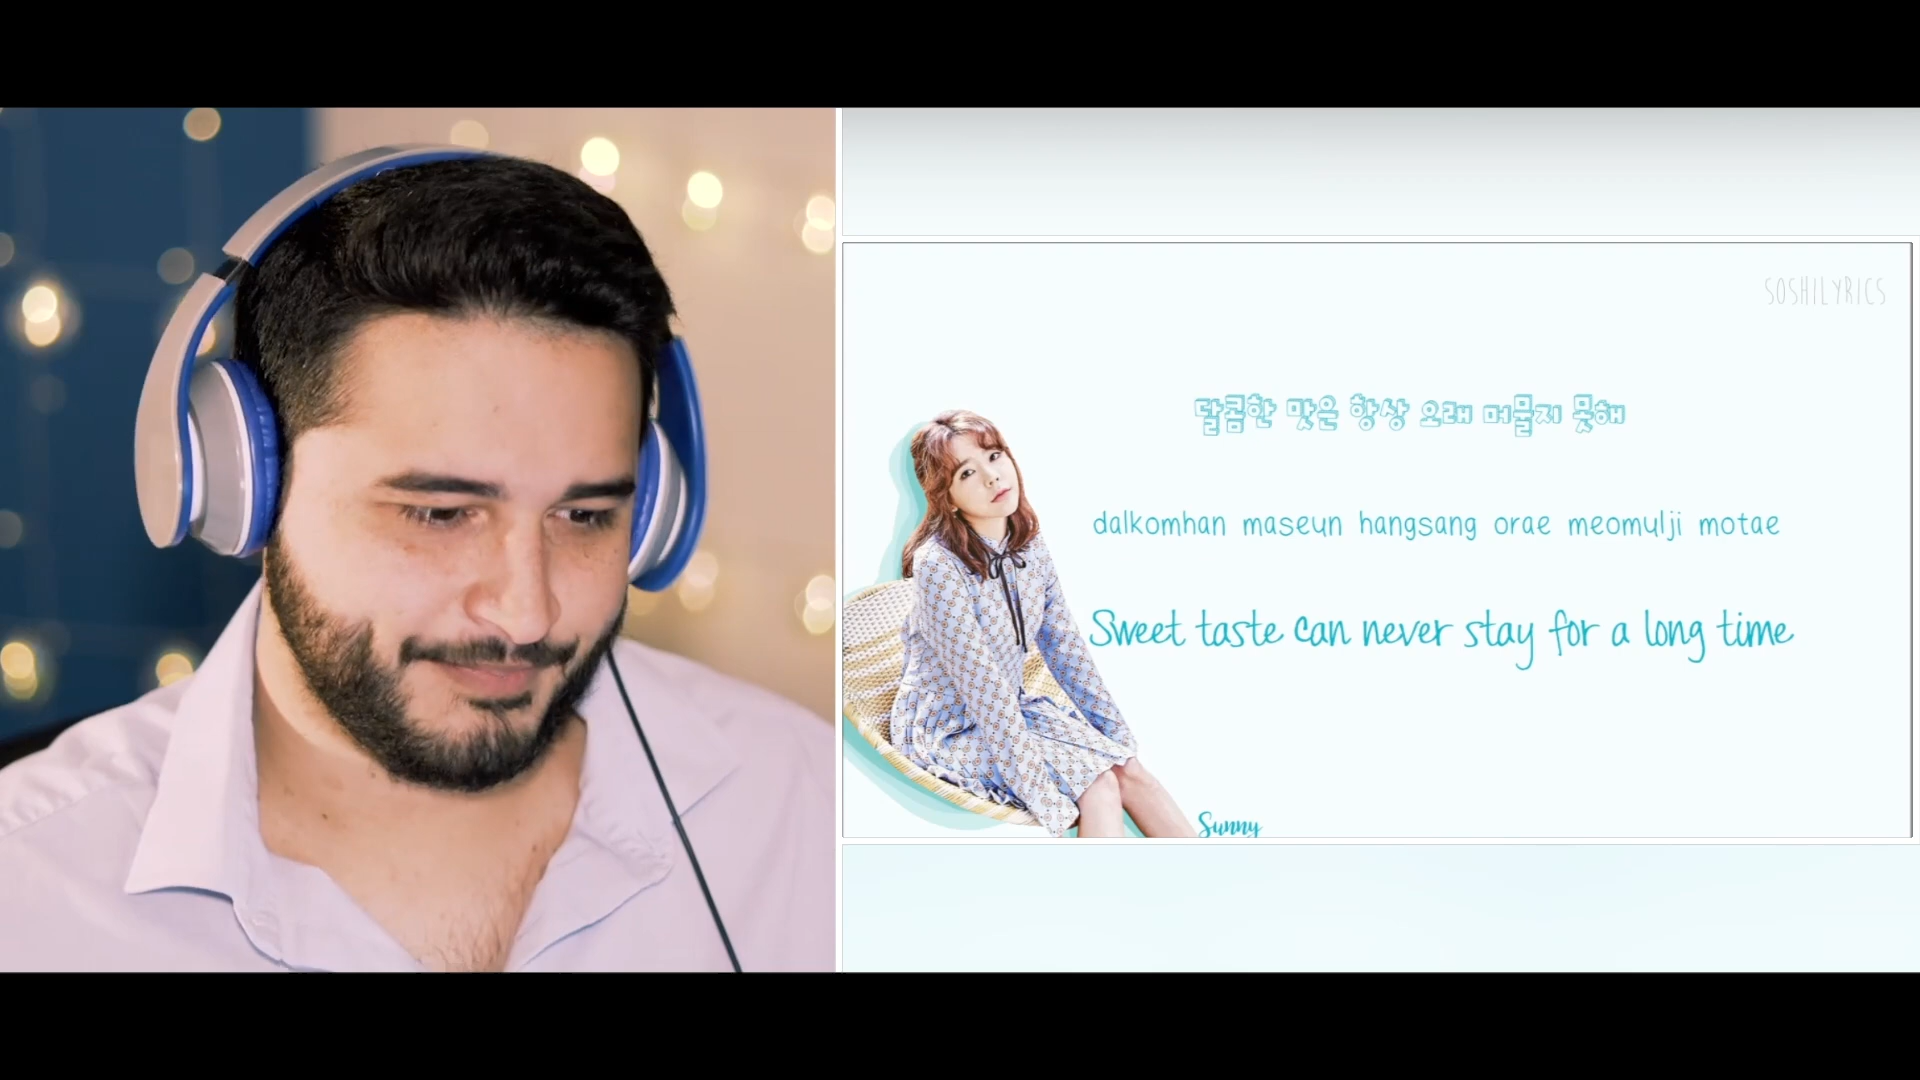 SOSHILYRICS
달콤한 맛은 항상 오래 머물지 못해
dalkomhan maseun hangsang orae meomulji motae
Sweet taste can never stay for a long time
Sunny